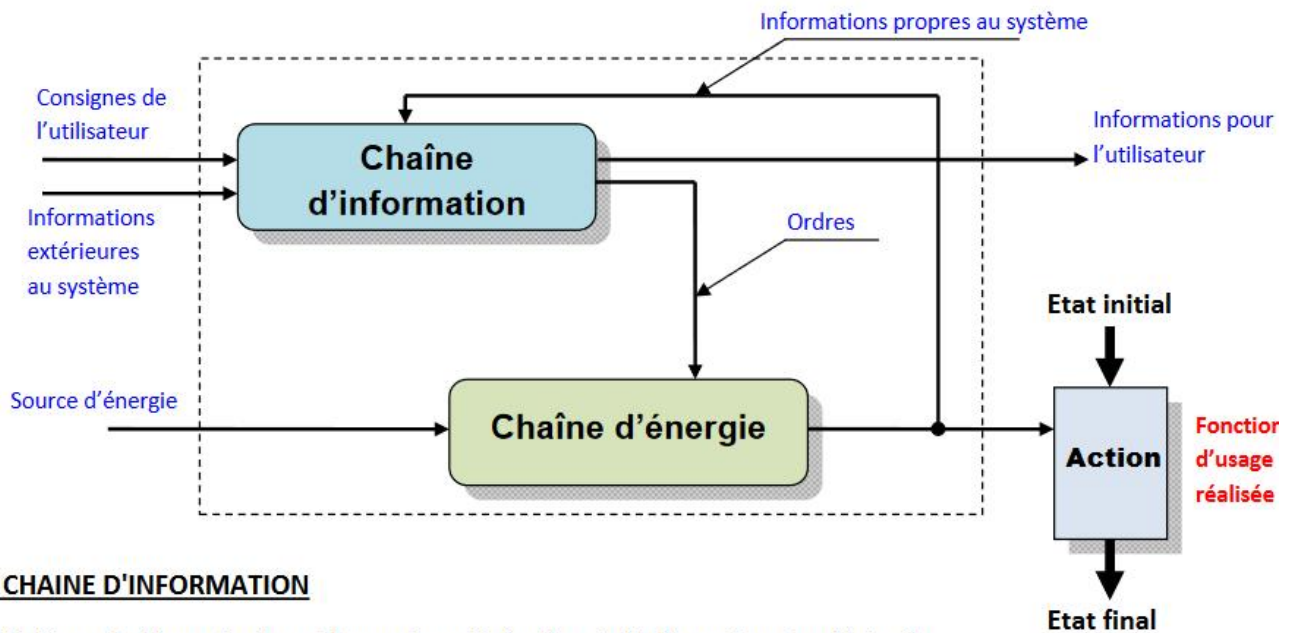 Informations propres au système
Consignes de
l'utilisateur
Informations pour
l'utilisateur
Chaîne
d'information
Informations
extérieures
au système
Ordres
Etat initial
Source d'énergie
Chaîne d'énergie
Action
Fonction
d'usage
réalisée
CHAINE D'INFORMATION
Etat final